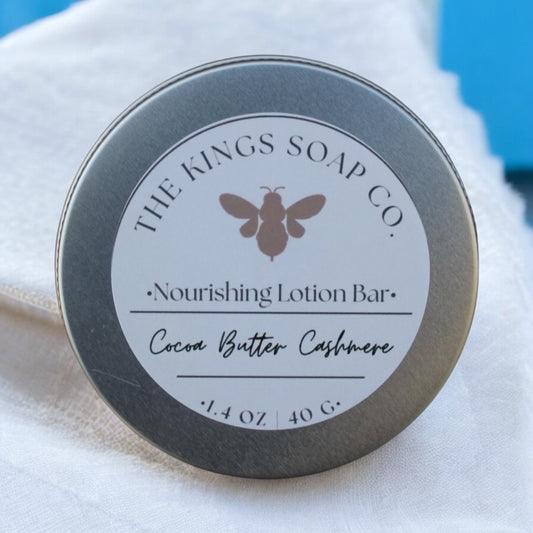 THE KINGS SOAP CO.
•Nourishing Lotion Bar•
Cocoa Butter Cashmere
•1.4 OZ | 40 G•